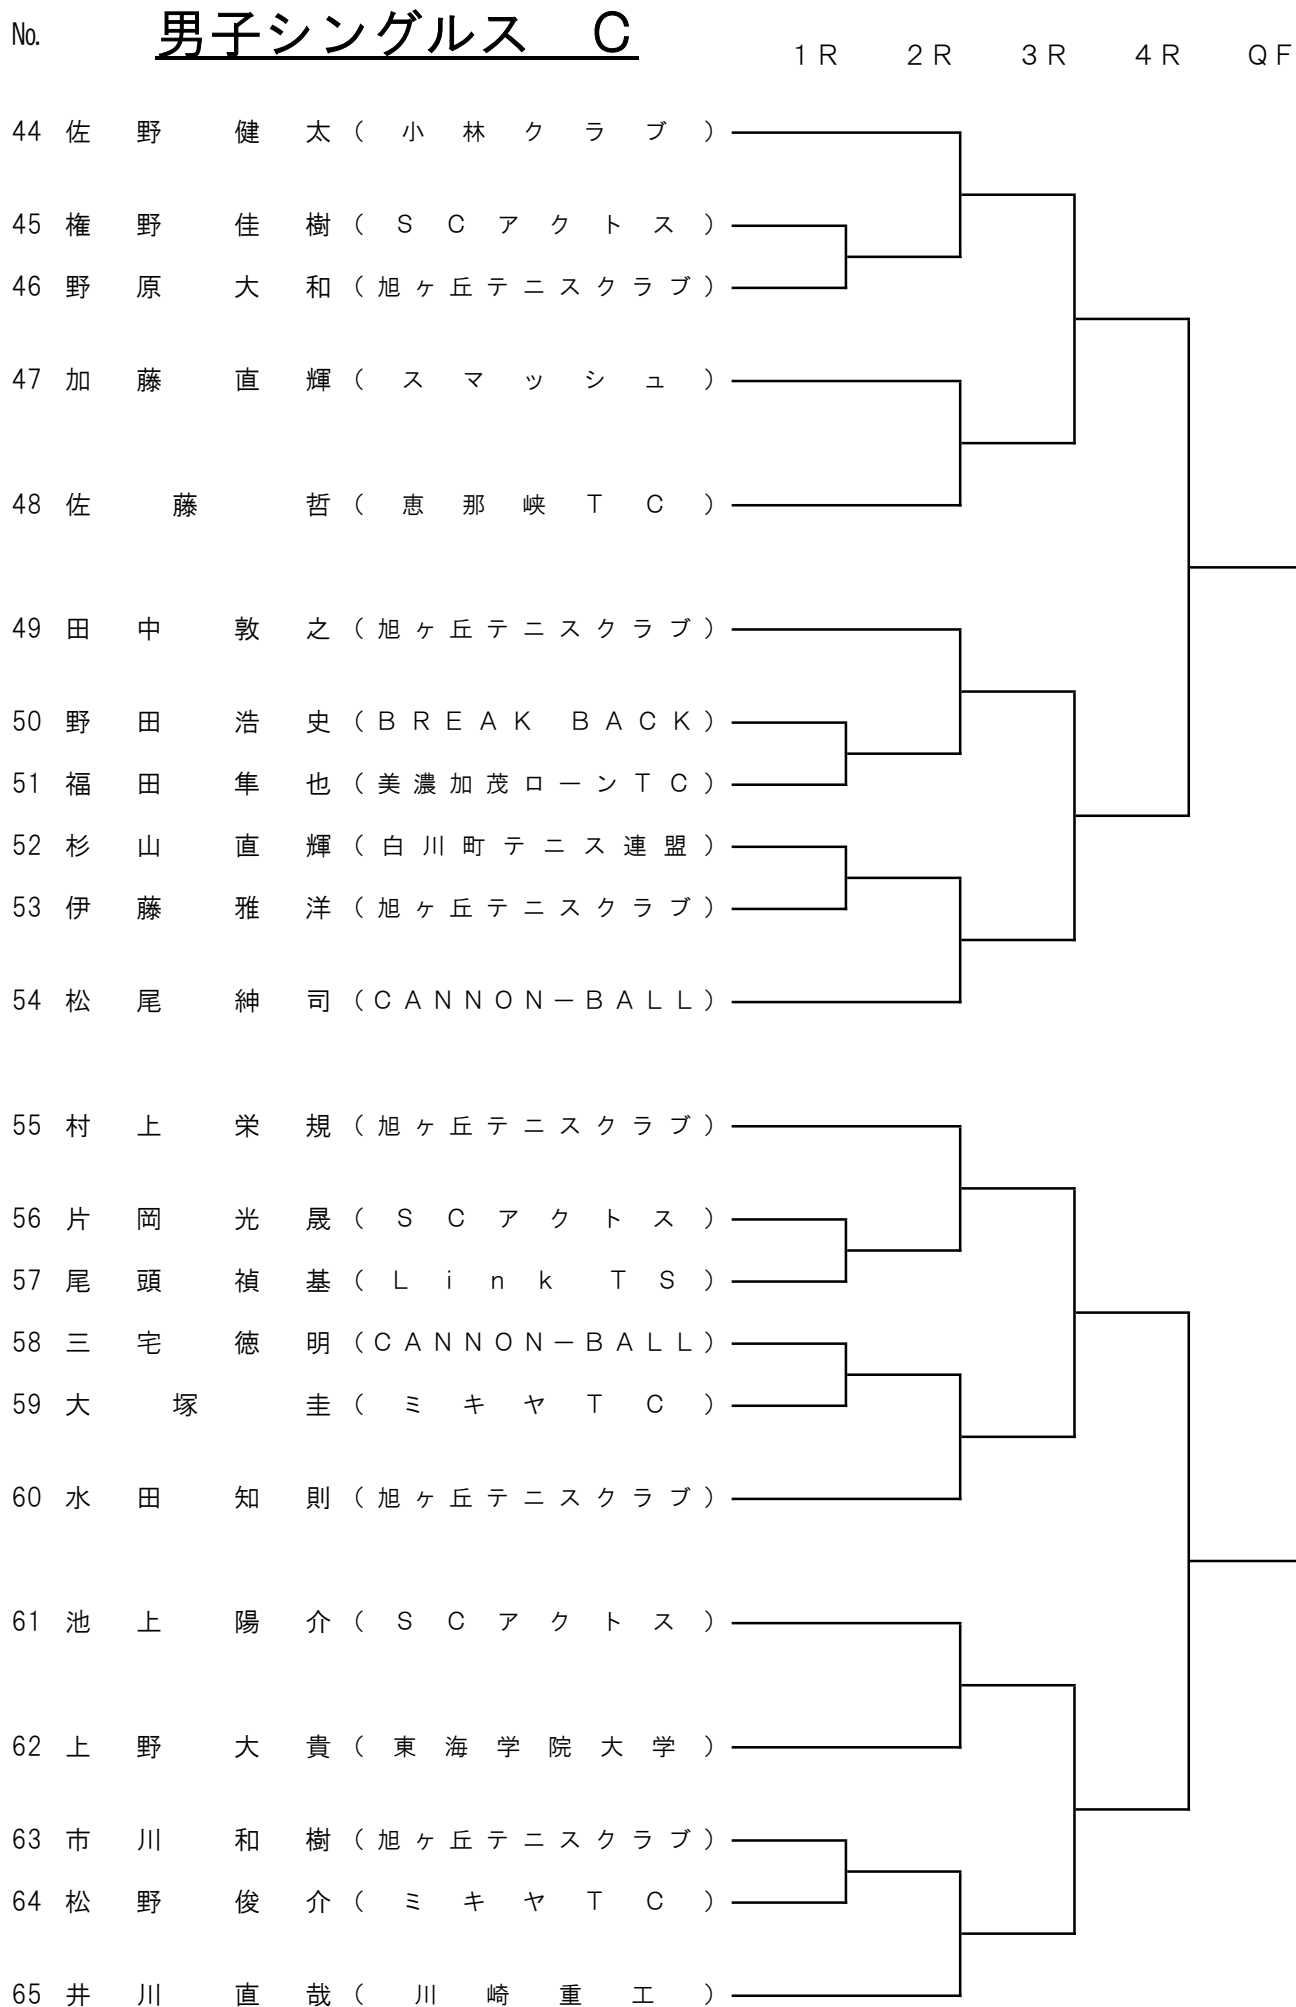 No. 男子シングルス C 1R 2R 3R 4R QF
44 佐野 健太 (小林クラブ)
45 権野 佳樹 (SCアクトス)
46 野原 大和 (旭ヶ丘テニスクラブ)
47 加藤 直輝 (スマッシュ)
48 佐藤 哲 (恵那峡TC)
49 田中 敦之 (旭ヶ丘テニスクラブ)
50 野田 浩史 (BREAK BACK)
51 福田 隼也 (美濃加茂ローンTC)
52 杉山 直輝 (白川町テニス連盟)
53 伊藤 雅洋 (旭ヶ丘テニスクラブ)
54 松尾 紳司 (CANNON-BALL)
55 村上 栄規 (旭ヶ丘テニスクラブ)
56 片岡 光晟 (SCアクトス)
57 尾頭 禎基 (Link TS)
58 三宅 徳明 (CANNON-BALL)
59 大塚 圭 (ミキヤTC)
60 水田 知則 (旭ヶ丘テニスクラブ)
61 池上 陽介 (SCアクトス)
62 上野 大貴 (東海学院大学)
63 市川 和樹 (旭ヶ丘テニスクラブ)
64 松野 俊介 (ミキヤTC)
65 井川 直哉 (川崎重工)